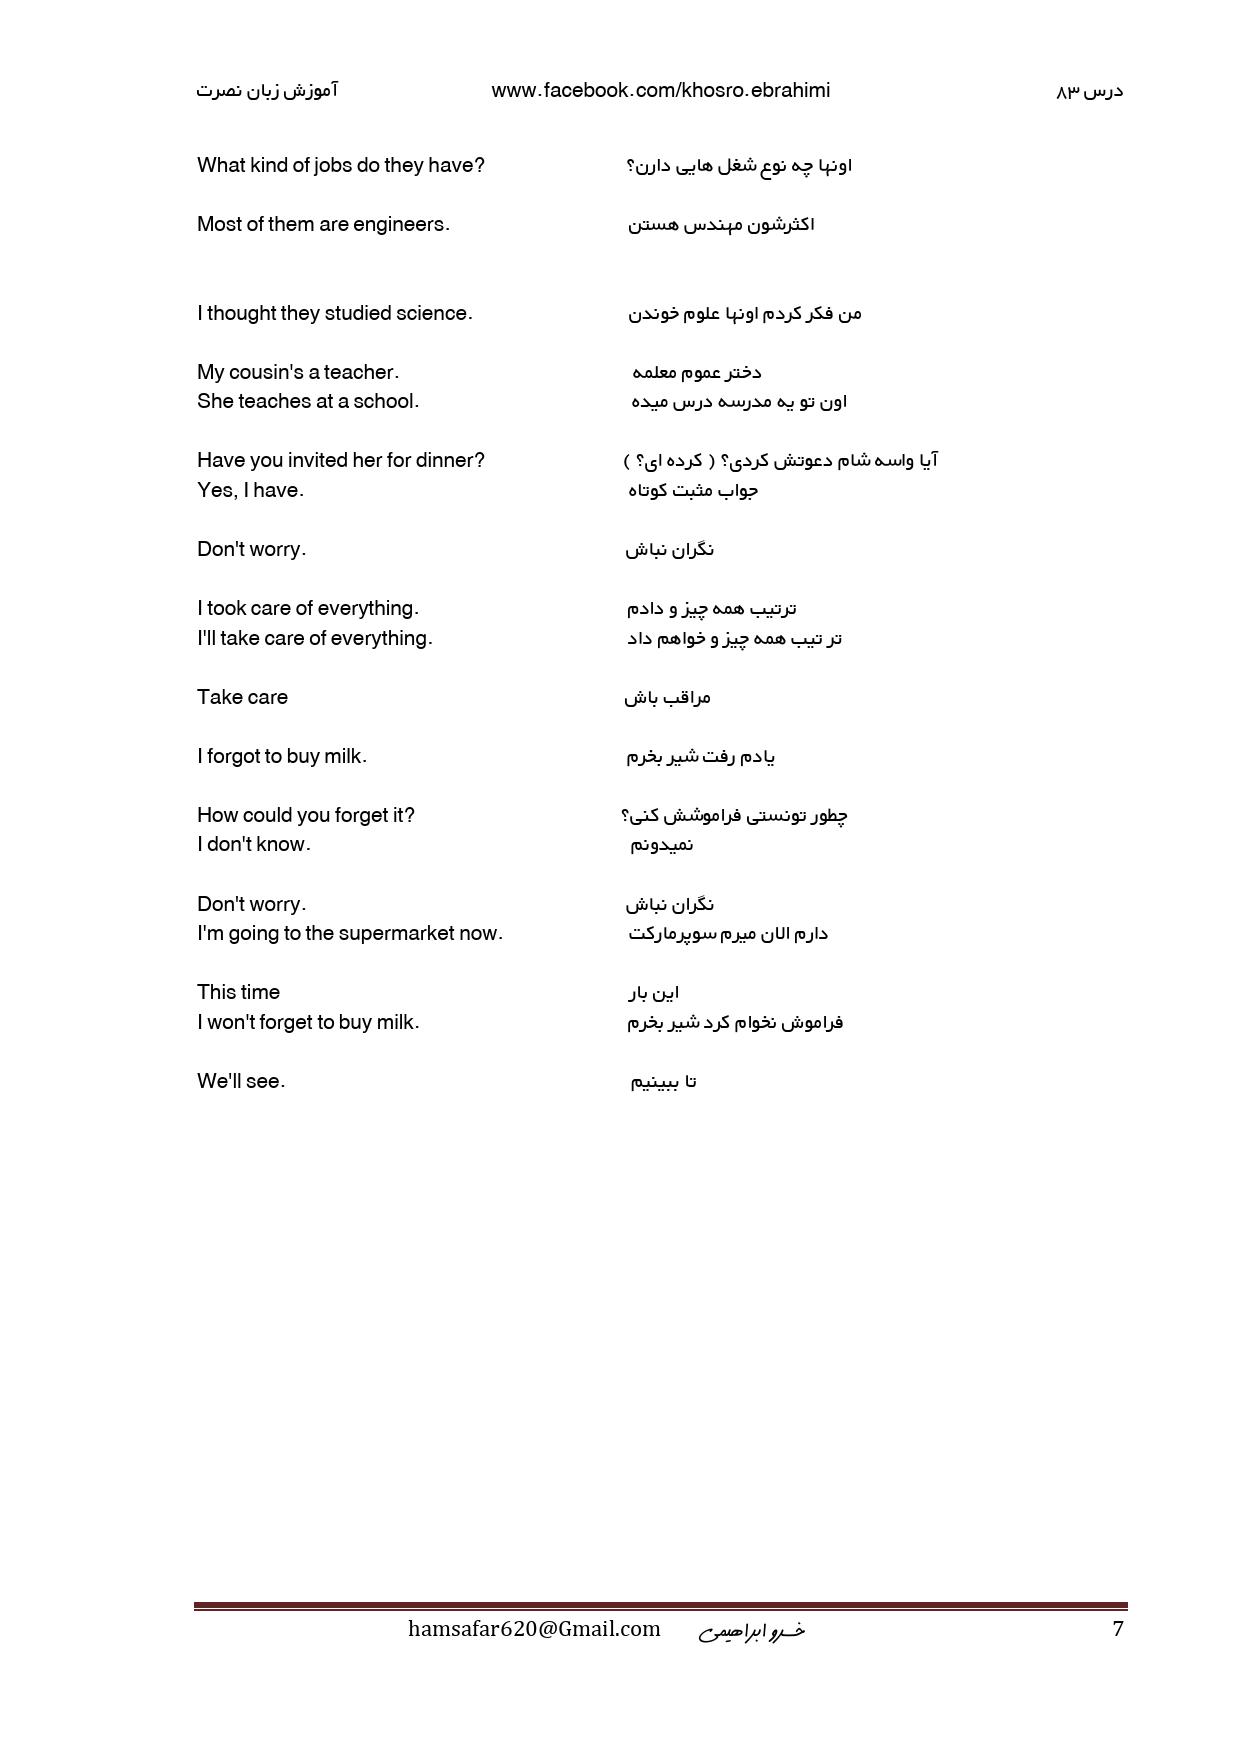 آموزش زبان نصرت www.facebook.com/khosro.ebrahimi درس ۸۳
What kind of jobs do they have? اونها چه نوع شغل هایی دارن؟
Most of them are engineers. اکثرشون مهندس هستن
I thought they studied science. من فکر کردم اونها علوم خوندن
My cousin's a teacher. دختر عموم معلمه
She teaches at a school. اون تو یه مدرسه درس میده
Have you invited her for dinner? آیا واسه شام دعوتش کردی؟ ( کرده ای؟ )
Yes, I have. جواب مثبت کوتاه
Don't worry. نگران نباش
I took care of everything. ترتیب همه چیز و دادم
I'll take care of everything. تر تیب همه چیز و خواهم داد
Take care مراقب باش
I forgot to buy milk. یادم رفت شیر بخرم
How could you forget it? چطور تونستی فراموشش کنی؟
I don't know. نمیدونم
Don't worry. نگران نباش
I'm going to the supermarket now. دارم الان میرم سوپرمارکت
This time این بار
I won't forget to buy milk. فراموش نخوام کرد شیر بخرم
We'll see. تا ببینیم
hamsafar620@Gmail.com خسرو ابراهیمی 7